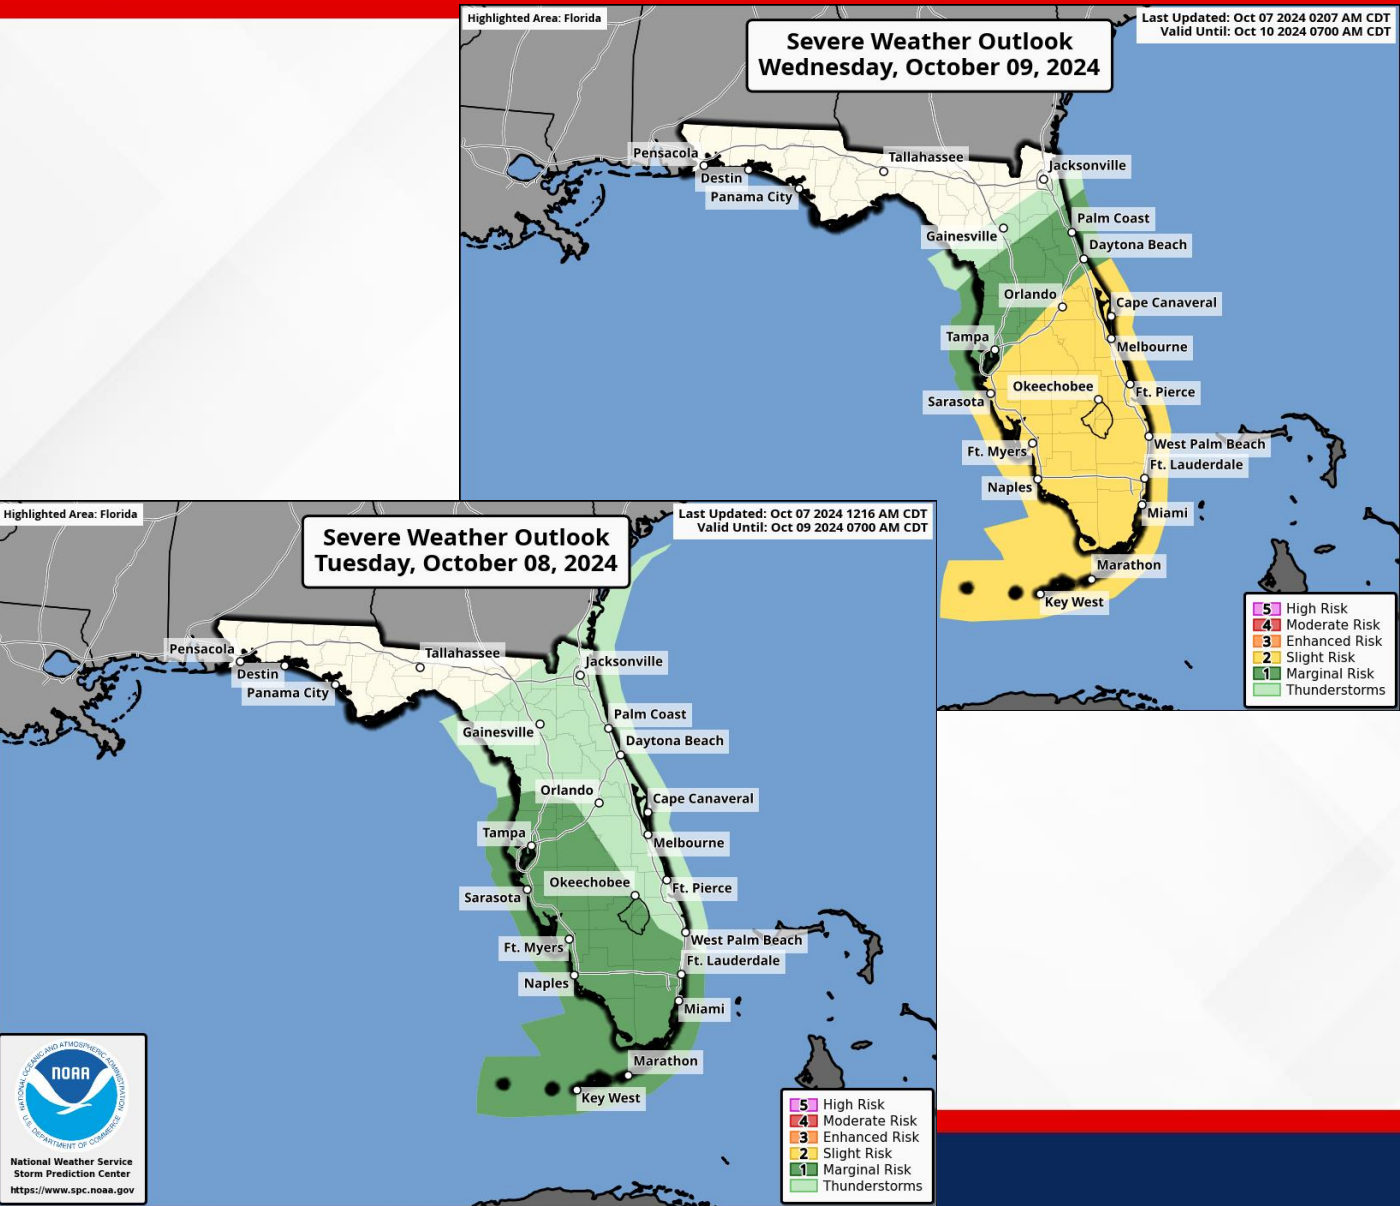 Highlighted Area: Florida
Last Updated: Oct 07 2024 0207 AM CDT
Valid Until: Oct 10 2024 0700 AM CDT
Severe Weather Outlook
Wednesday, October 09, 2024
Pensacola
Tallahassee
Jacksonville
Destin
Panama City
Palm Coast
Gainesville
Daytona Beach
Orlando
Cape Canaveral
Tampa
Melbourne
Okeechobee
Ft. Pierce
Sarasota
West Palm Beach
Ft. Myers
Ft. Lauderdale
Naples
Miami
Marathon
Key West
5 High Risk
4 Moderate Risk
3 Enhanced Risk
2 Slight Risk
1 Marginal Risk
Thunderstorms
Highlighted Area: Florida
Last Updated: Oct 07 2024 1216 AM CDT
Valid Until: Oct 09 2024 0700 AM CDT
Severe Weather Outlook
Tuesday, October 08, 2024
Pensacola
Tallahassee
Jacksonville
Destin
Panama City
Palm Coast
Gainesville
Daytona Beach
Orlando
Cape Canaveral
Tampa
Melbourne
Okeechobee
Ft. Pierce
Sarasota
West Palm Beach
Ft. Myers
Ft. Lauderdale
Naples
Miami
Marathon
Key West
5 High Risk
4 Moderate Risk
3 Enhanced Risk
2 Slight Risk
1 Marginal Risk
Thunderstorms
NATIONAL OCEANIC AND ATMOSPHERIC ADMINISTRATION
NOAA
U.S. DEPARTMENT OF COMMERCE
National Weather Service
Storm Prediction Center
https://www.spc.noaa.gov